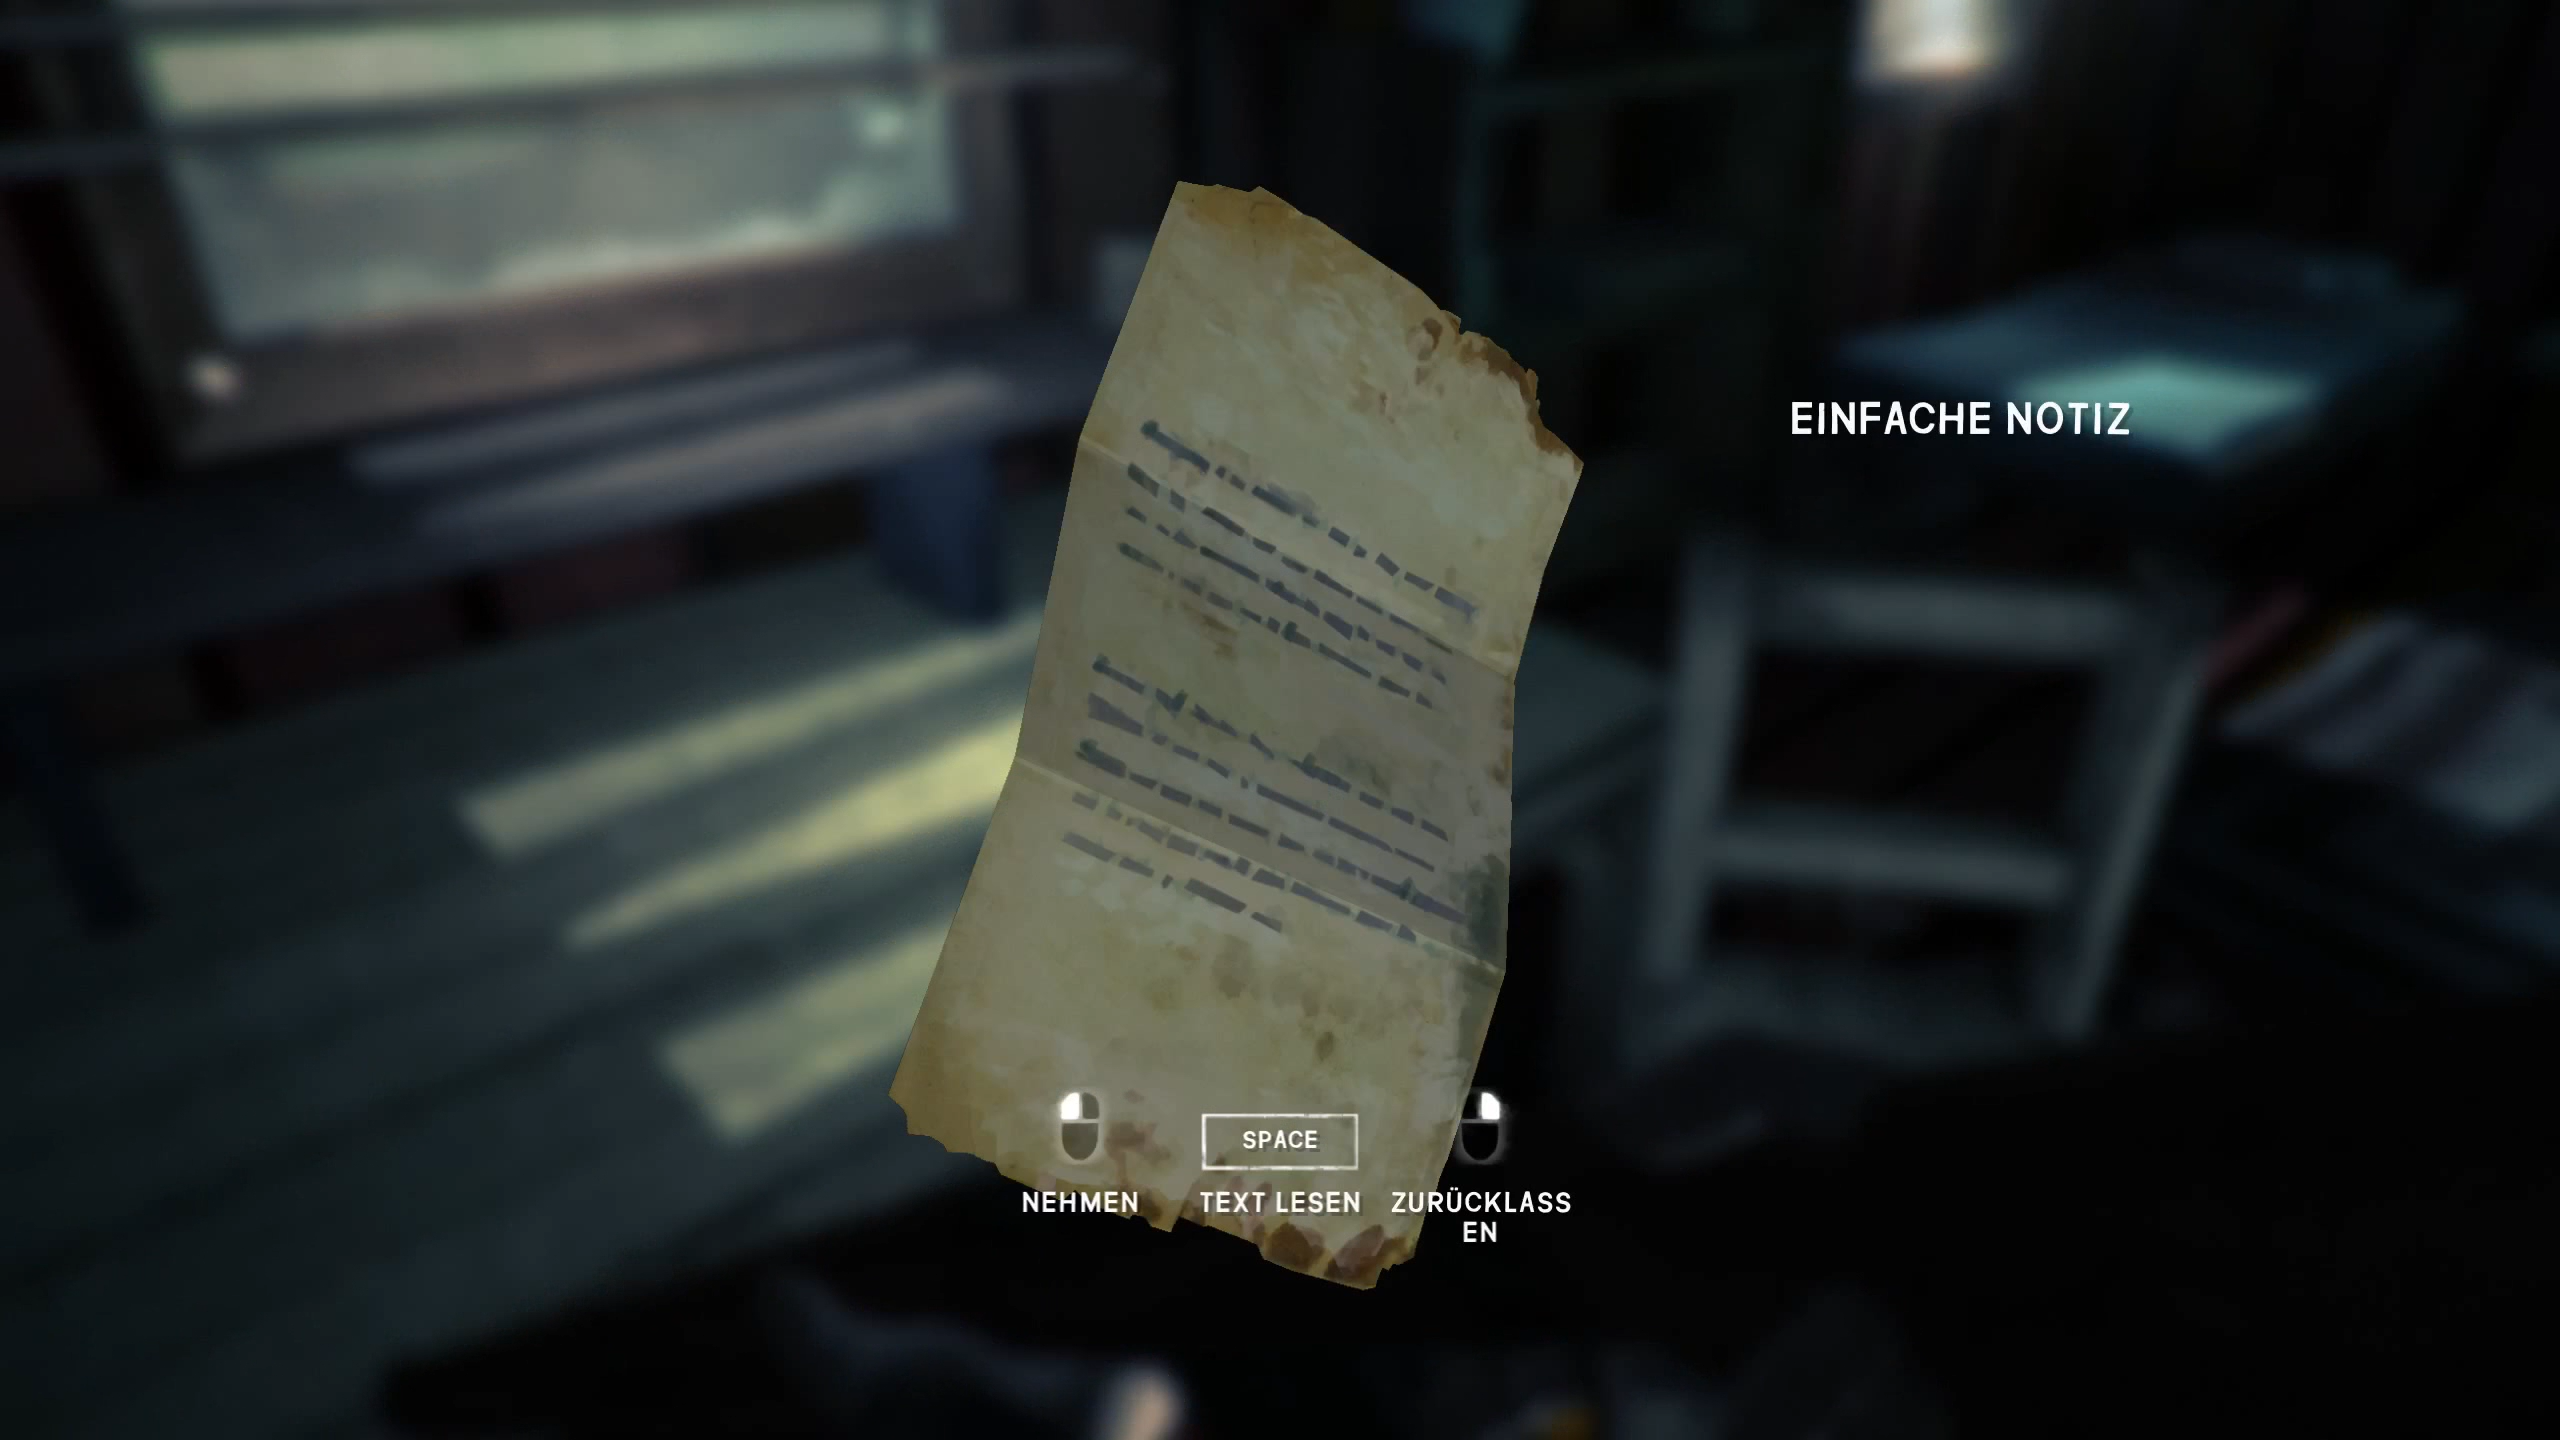 EINFACHE NOTIZ
SPACE
NEHMEN
TEXT LESEN
ZURÜCKLASS
EN